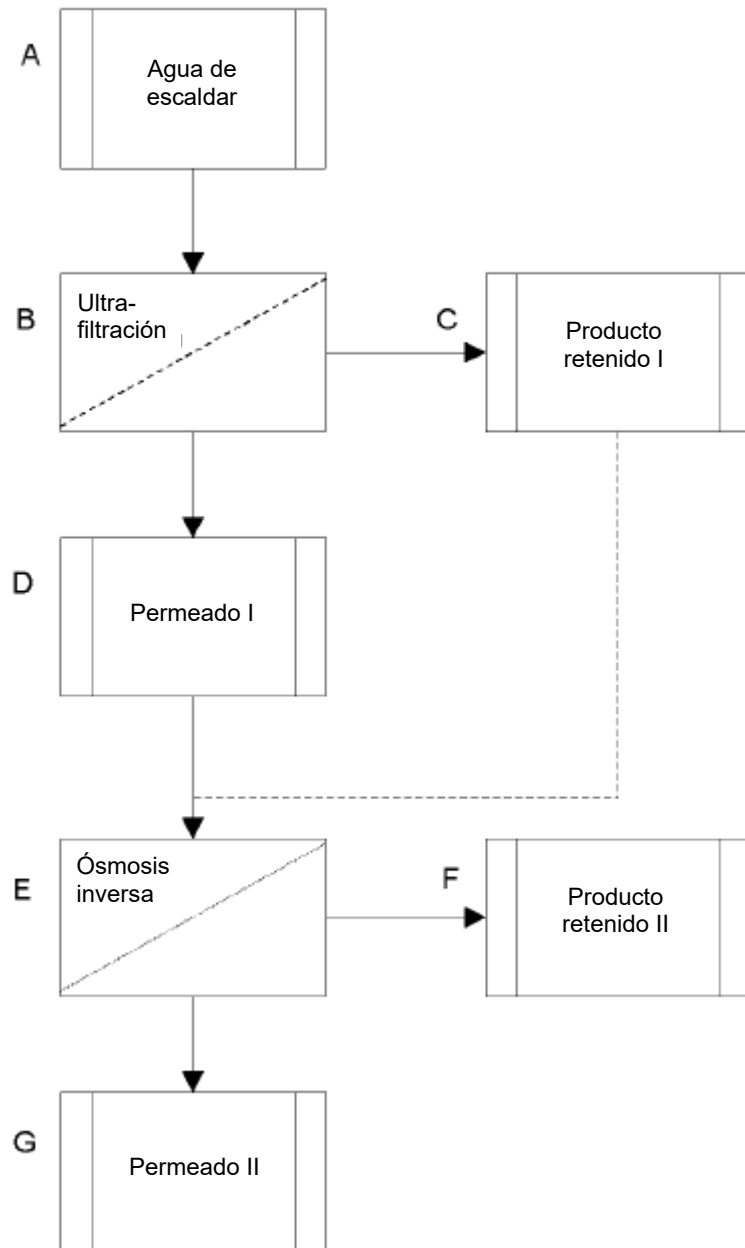 A
Agua de
escaldar
B
Ultra-
filtración
C
Producto
retenido I
D
Permeado I
E
Ósmosis
inversa
F
Producto
retenido II
G
Permeado II